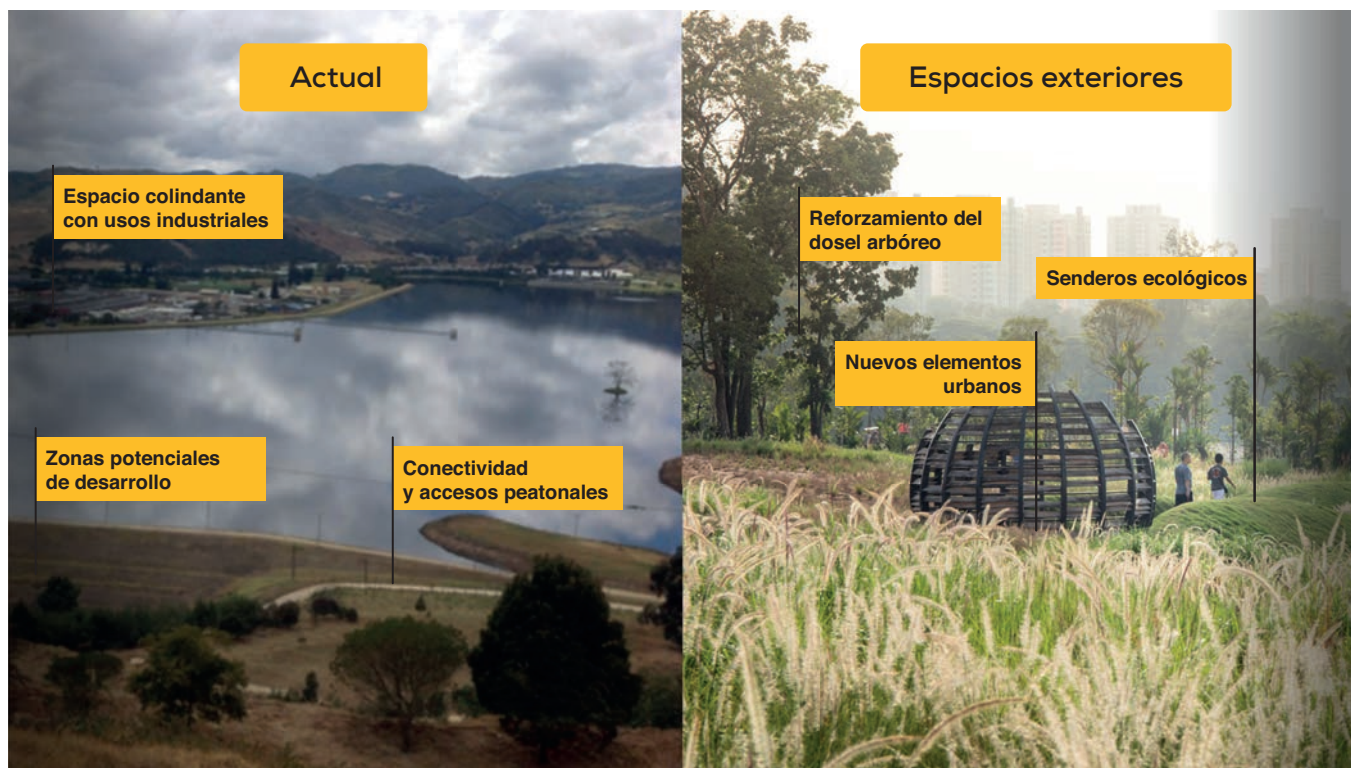 Actual
Espacio colindante
con usos industriales
Zonas potenciales
de desarrollo
Conectividad
y accesos peatonales
Espacios exteriores
Reforzamiento del
dosel arbóreo
Senderos ecológicos
Nuevos elementos
urbanos